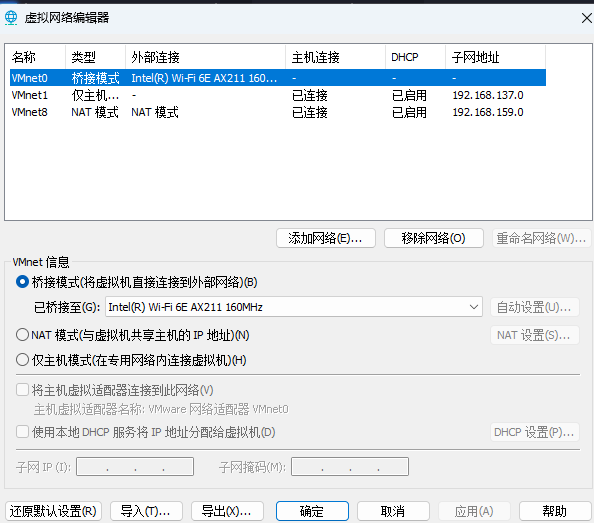 虚拟网络编辑器
名称 类型 外部连接 主机连接 DHCP 子网地址
VMnet0 桥接模式 Intel(R) Wi-Fi 6E AX211 160... - - -
VMnet1 仅主机... - 已连接 已启用 192.168.137.0
VMnet8 NAT 模式 NAT 模式 已连接 已启用 192.168.159.0
添加网络(E)... 移除网络(O) 重命名网络(W)...
VMnet 信息
桥接模式(将虚拟机直接连接到外部网络)(B)
已桥接至(G): Intel(R) Wi-Fi 6E AX211 160MHz 自动设置(U)...
NAT 模式(与虚拟机共享主机的 IP 地址)(N) NAT 设置(S)...
仅主机模式(在专用网络内连接虚拟机)(H)
将主机虚拟适配器连接到此网络(V)
主机虚拟适配器名称: VMware 网络适配器 VMnet0
使用本地 DHCP 服务将 IP 地址分配给虚拟机(D) DHCP 设置(P)...
子网 IP (I): . . . 子网掩码(M): . . .
还原默认设置(R) 导入(T)... 导出(X)... 确定 取消 应用(A) 帮助